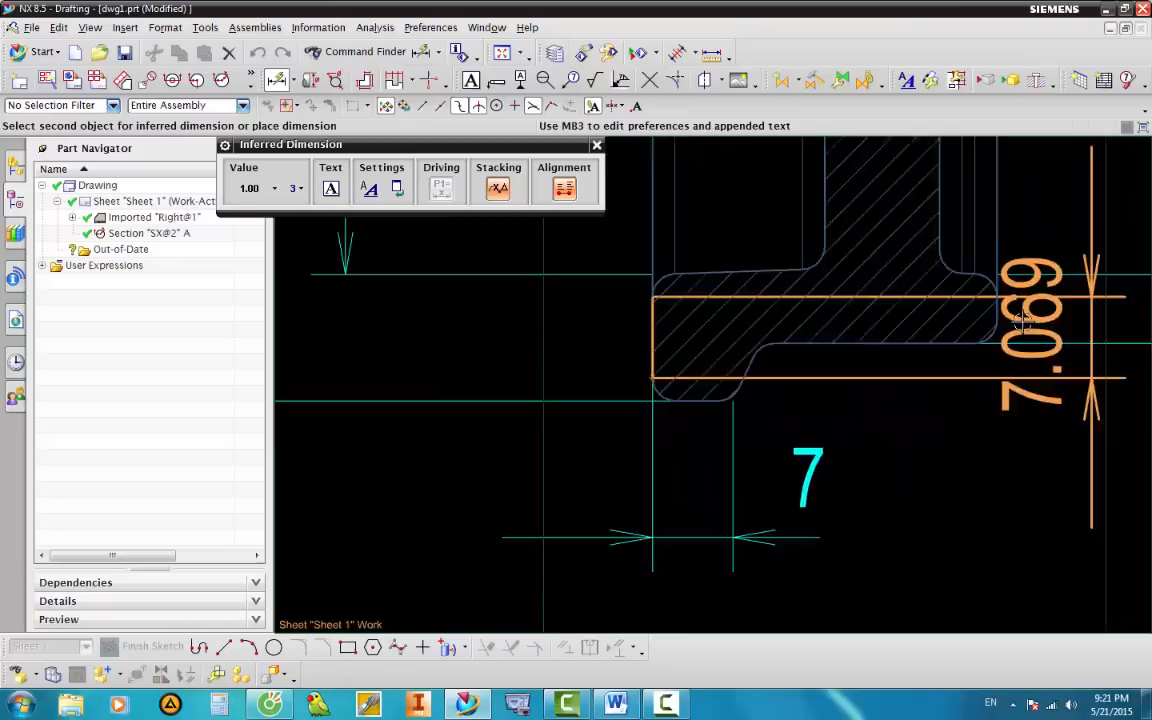 NX 8.5 - Drafting - [dwg1.prt (Modified) ]
SIEMENS
File Edit View Insert Format Tools Assemblies Information Analysis Preferences Window Help
Start
Command Finder
No Selection Filter
Entire Assembly
Select second object for inferred dimension or place dimension
Use MB3 to edit preferences and appended text
Part Navigator
Inferred Dimension
Name
Value
Text
Settings
Driving
Stacking
Alignment
1.00
3
A
P1=
x
Drawing
Sheet "Sheet 1" (Work-Act
Imported "Right@1"
Section "SX@2" A
Out-of-Date
User Expressions
7.069
7
Dependencies
Details
Preview
Sheet "Sheet 1" Work
Sheet 1
Finish Sketch
EN
9:21 PM
5/21/2015